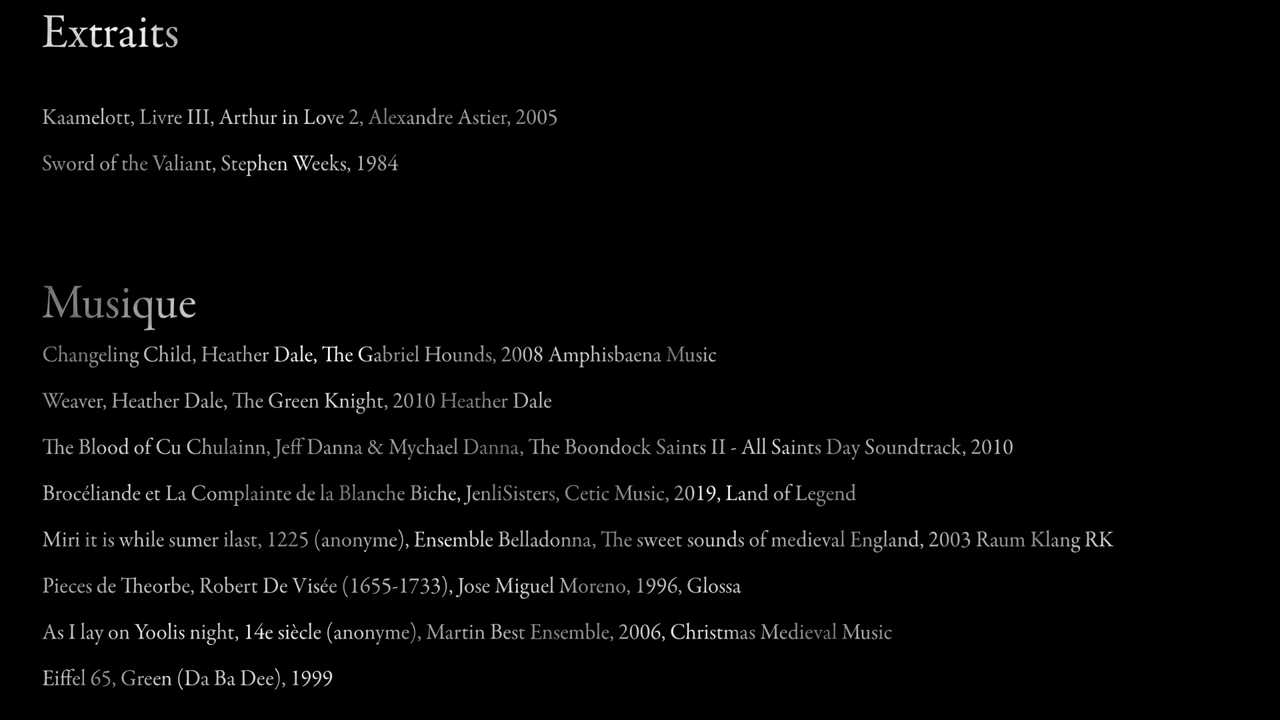 Extraits
Kaamelott, Livre III, Arthur in Love 2, Alexandre Astier, 2005
Sword of the Valiant, Stephen Weeks, 1984
Musique
Changeling Child, Heather Dale, The Gabriel Hounds, 2008 Amphisbaena Music
Weaver, Heather Dale, The Green Knight, 2010 Heather Dale
The Blood of Cu Chulainn, Jeff Danna & Mychael Danna, The Boondock Saints II - All Saints Day Soundtrack, 2010
Brocéliande et La Complainte de la Blanche Biche, JenliSisters, Cetic Music, 2019, Land of Legend
Miri it is while sumer ilast, 1225 (anonyme), Ensemble Belladonna, The sweet sounds of medieval England, 2003 Raum Klang RK
Pieces de Theorbe, Robert De Visée (1655-1733), Jose Miguel Moreno, 1996, Glossa
As I lay on Yoolis night, 14e siècle (anonyme), Martin Best Ensemble, 2006, Christmas Medieval Music
Eiffel 65, Green (Da Ba Dee), 1999